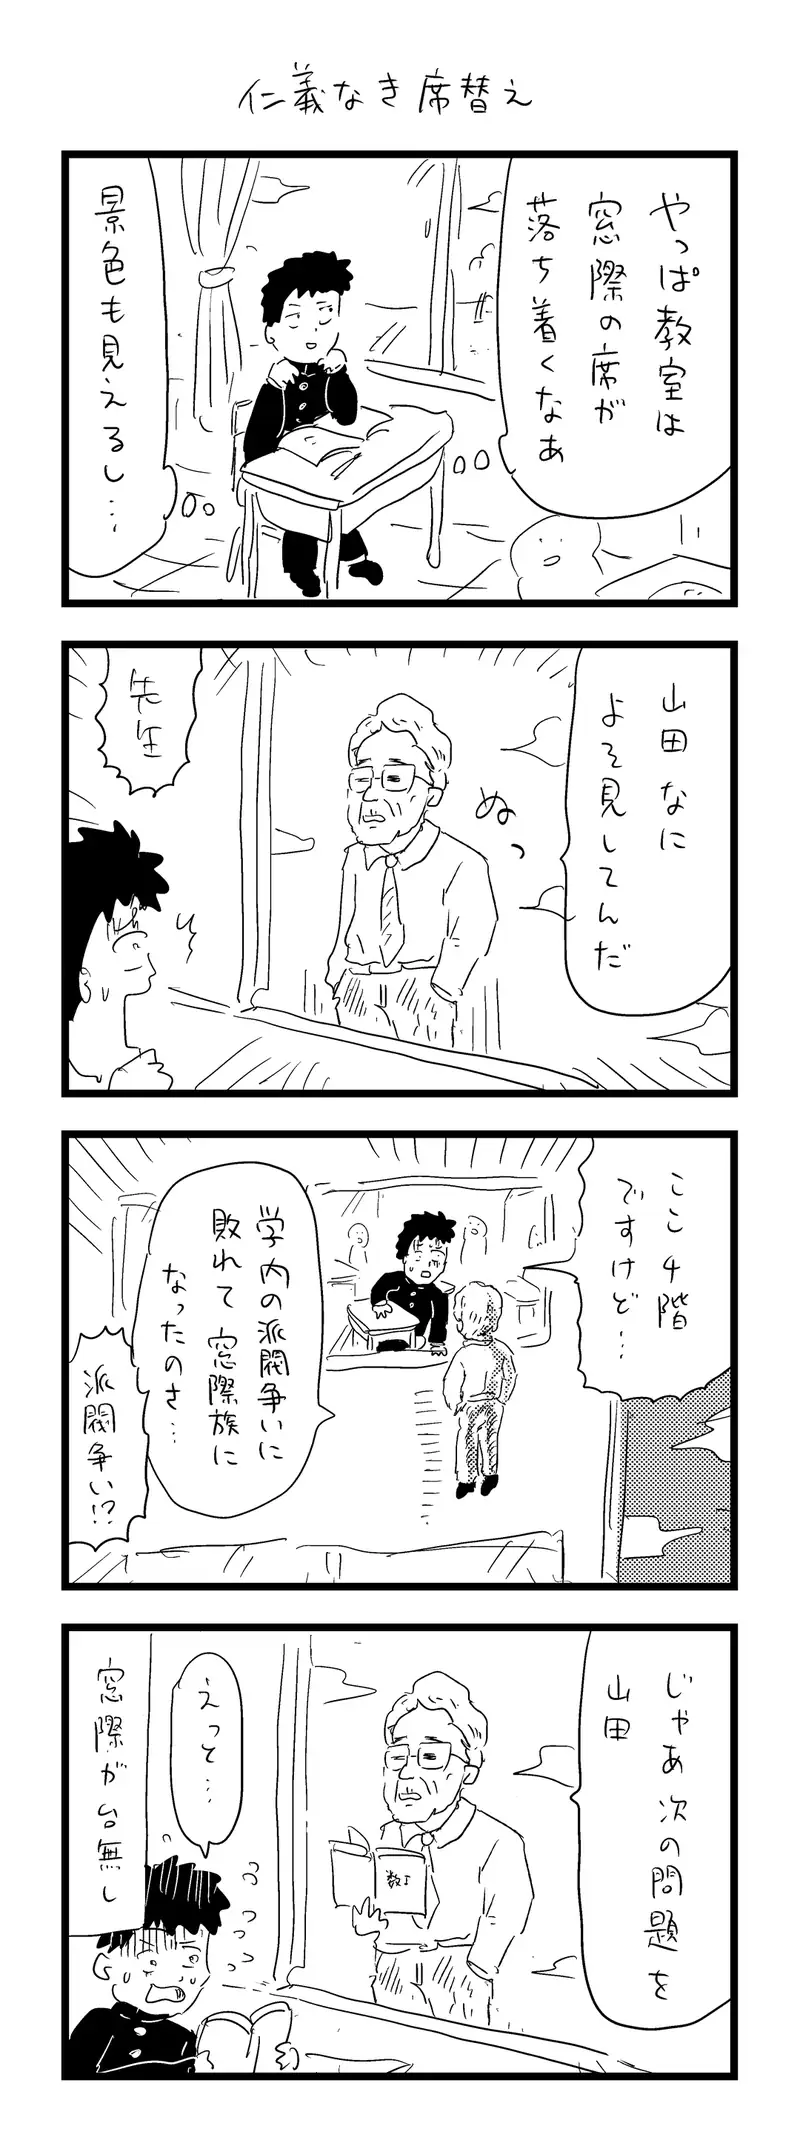 仁義なき席替え
やっぱ教室は
窓際の席が
落ち着くなあ
景色も見えるし…
山田なに
よそ見してんだ
ぬっ
先生
ここ4階
ですけど…
学内の派閥争いに
敗れて窓際族に
なったのさ…
派閥争い!?
じゃあ次の問題を
山田
数I
えっと…
窓際が台無し